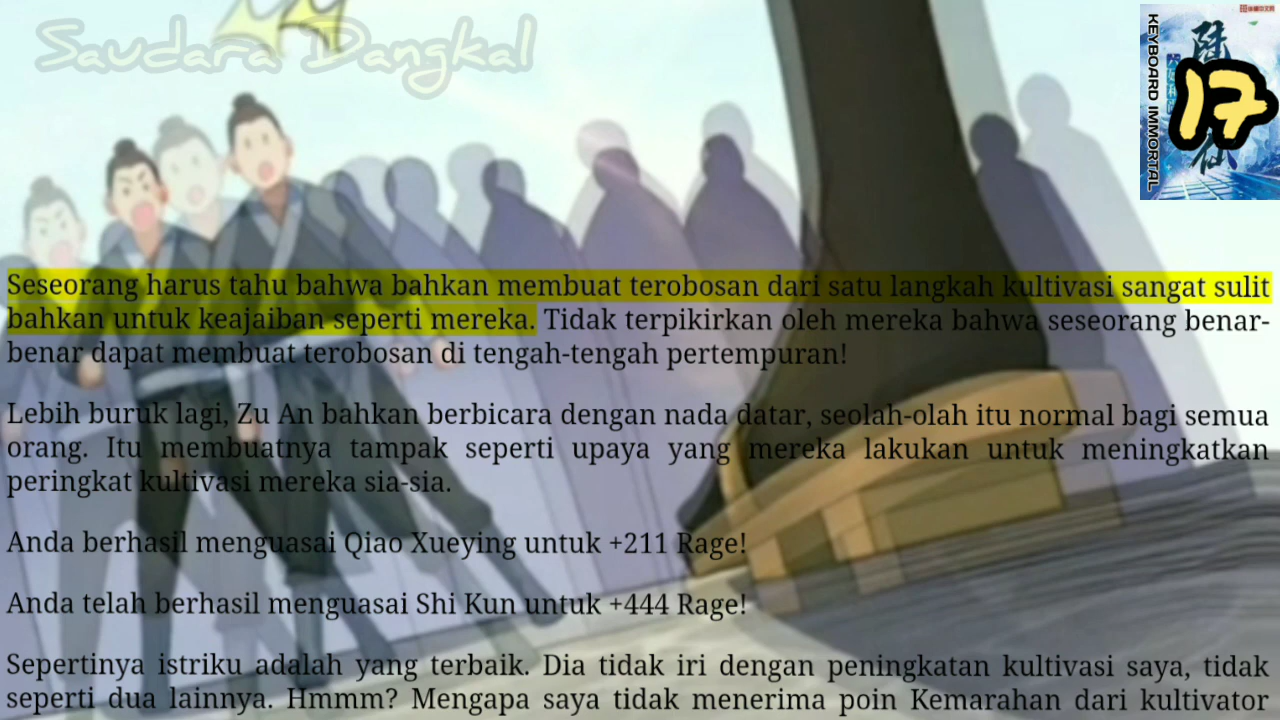 Saudara Dangkal
KEYBOARD IMMORTAL
17
Seseorang harus tahu bahwa bahkan membuat terobosan dari satu langkah kultivasi sangat sulit
bahkan untuk keajaiban seperti mereka. Tidak terpikirkan oleh mereka bahwa seseorang benar-
benar dapat membuat terobosan di tengah-tengah pertempuran!
Lebih buruk lagi, Zu An bahkan berbicara dengan nada datar, seolah-olah itu normal bagi semua
orang. Itu membuatnya tampak seperti upaya yang mereka lakukan untuk meningkatkan
peringkat kultivasi mereka sia-sia.
Anda berhasil menguasai Qiao Xueying untuk +211 Rage!
Anda telah berhasil menguasai Shi Kun untuk +444 Rage!
Sepertinya istriku adalah yang terbaik. Dia tidak iri dengan peningkatan kultivasi saya, tidak
seperti dua lainnya. Hmmm? Mengapa saya tidak menerima poin Kemarahan dari kultivator